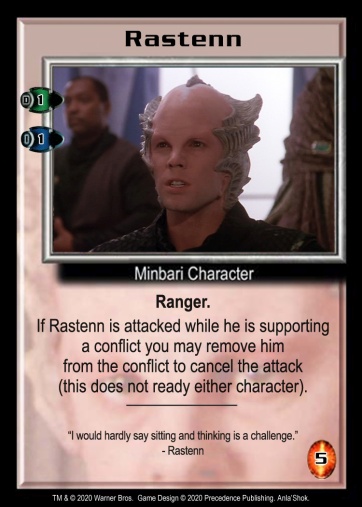 Rastenn
1
1
Minbari Character
Ranger.
If Rastenn is attacked while he is supporting
a conflict you may remove him
from the conflict to cancel the attack
(this does not ready either character).
“I would hardly say sitting and thinking is a challenge.”
- Rastenn
5
TM & © 2020 Warner Bros. Game Design © 2020 Precedence Publishing. Anla'Shok.